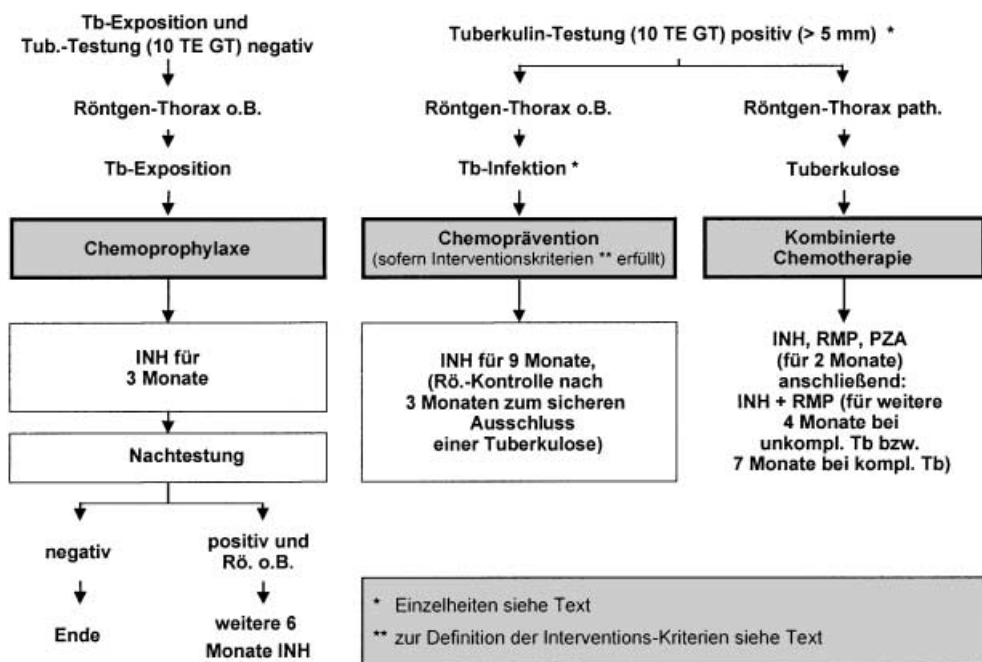 Tb-Exposition und
Tub.-Testung (10 TE GT) negativ
Röntgen-Thorax o.B.
Tb-Exposition
Chemoprophylaxe
INH für
3 Monate
Nachtestung
negativ
Ende
positiv und
Rö. o.B.
weitere 6
Monate INH
Tuberkulin-Testung (10 TE GT) positiv (> 5 mm) *
Röntgen-Thorax o.B.
Tb-Infektion *
Chemoprävention
(sofern Interventionskriterien ** erfüllt)
INH für 9 Monate,
(Rö.-Kontrolle nach
3 Monaten zum sicheren
Ausschluss
einer Tuberkulose)
Röntgen-Thorax path.
Tuberkulose
Kombinierte
Chemotherapie
INH, RMP, PZA
(für 2 Monate)
anschließend:
INH + RMP (für weitere
4 Monate bei
unkompl. Tb bzw.
7 Monate bei kompl. Tb)
* Einzelheiten siehe Text
** zur Definition der Interventions-Kriterien siehe Text